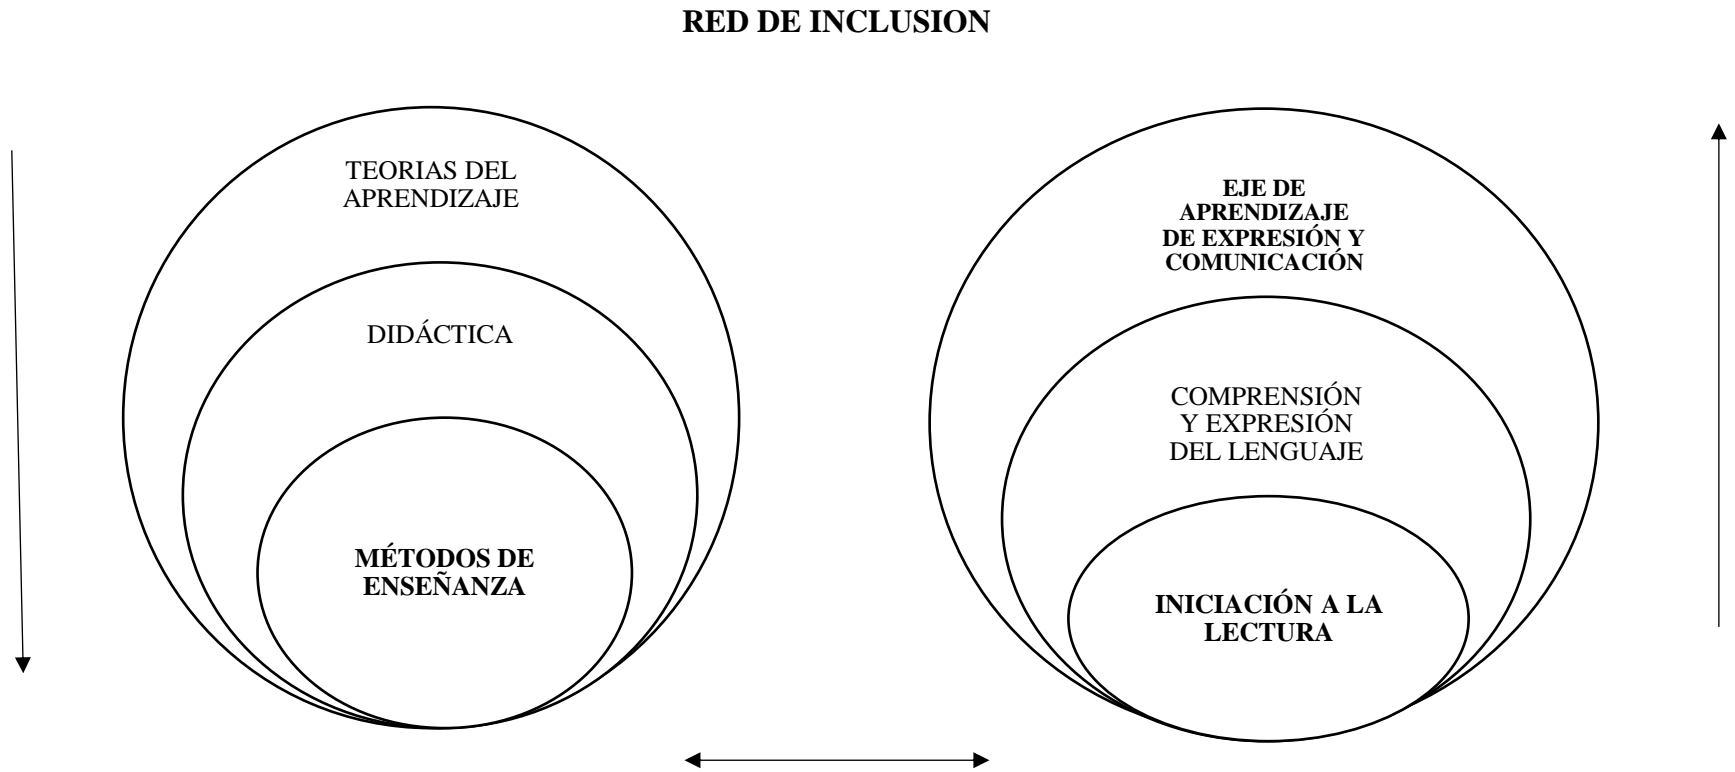 RED DE INCLUSION
TEORIAS DEL
APRENDIZAJE
DIDÁCTICA
MÉTODOS DE
ENSEÑANZA
EJE DE
APRENDIZAJE
DE EXPRESIÓN Y
COMUNICACIÓN
COMPRENSIÓN
Y EXPRESIÓN
DEL LENGUAJE
INICIACIÓN A LA
LECTURA